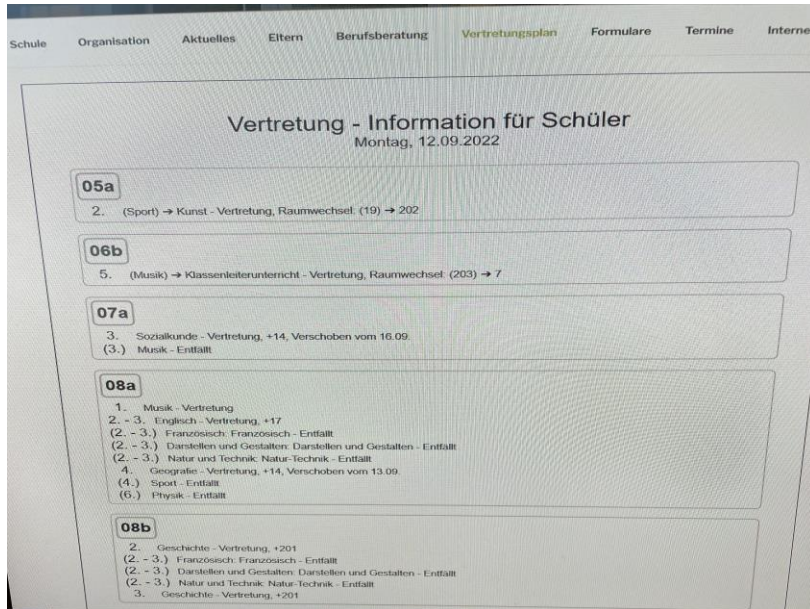 Schule Organisation Aktuelles Eltern Berufsberatung Vertretungsplan Formulare Termine Interne
Vertretung - Information für Schüler
Montag, 12.09.2022
05a
2. (Sport) → Kunst - Vertretung, Raumwechsel: (19) → 202
06b
5. (Musik) → Klassenleiterunterricht - Vertretung, Raumwechsel: (203) → 7
07a
3. Sozialkunde - Vertretung, +14, Verschoben vom 16.09.
(3.) Musik - Entfällt
08a
1. Musik - Vertretung
2. - 3. Englisch - Vertretung, +17
(2. - 3.) Französisch: Französisch - Entfällt
(2. - 3.) Darstellen und Gestalten: Darstellen und Gestalten - Entfällt
(2. - 3.) Natur und Technik: Natur-Technik - Entfällt
4. Geografie - Vertretung, +14, Verschoben vom 13.09.
(4.) Sport - Entfällt
(6.) Physik - Entfällt
08b
2. Geschichte - Vertretung, +201
(2. - 3.) Französisch: Französisch - Entfällt
(2. - 3.) Darstellen und Gestalten: Darstellen und Gestalten - Entfällt
(2. - 3.) Natur und Technik: Natur-Technik - Entfällt
3. Geschichte - Vertretung, +201